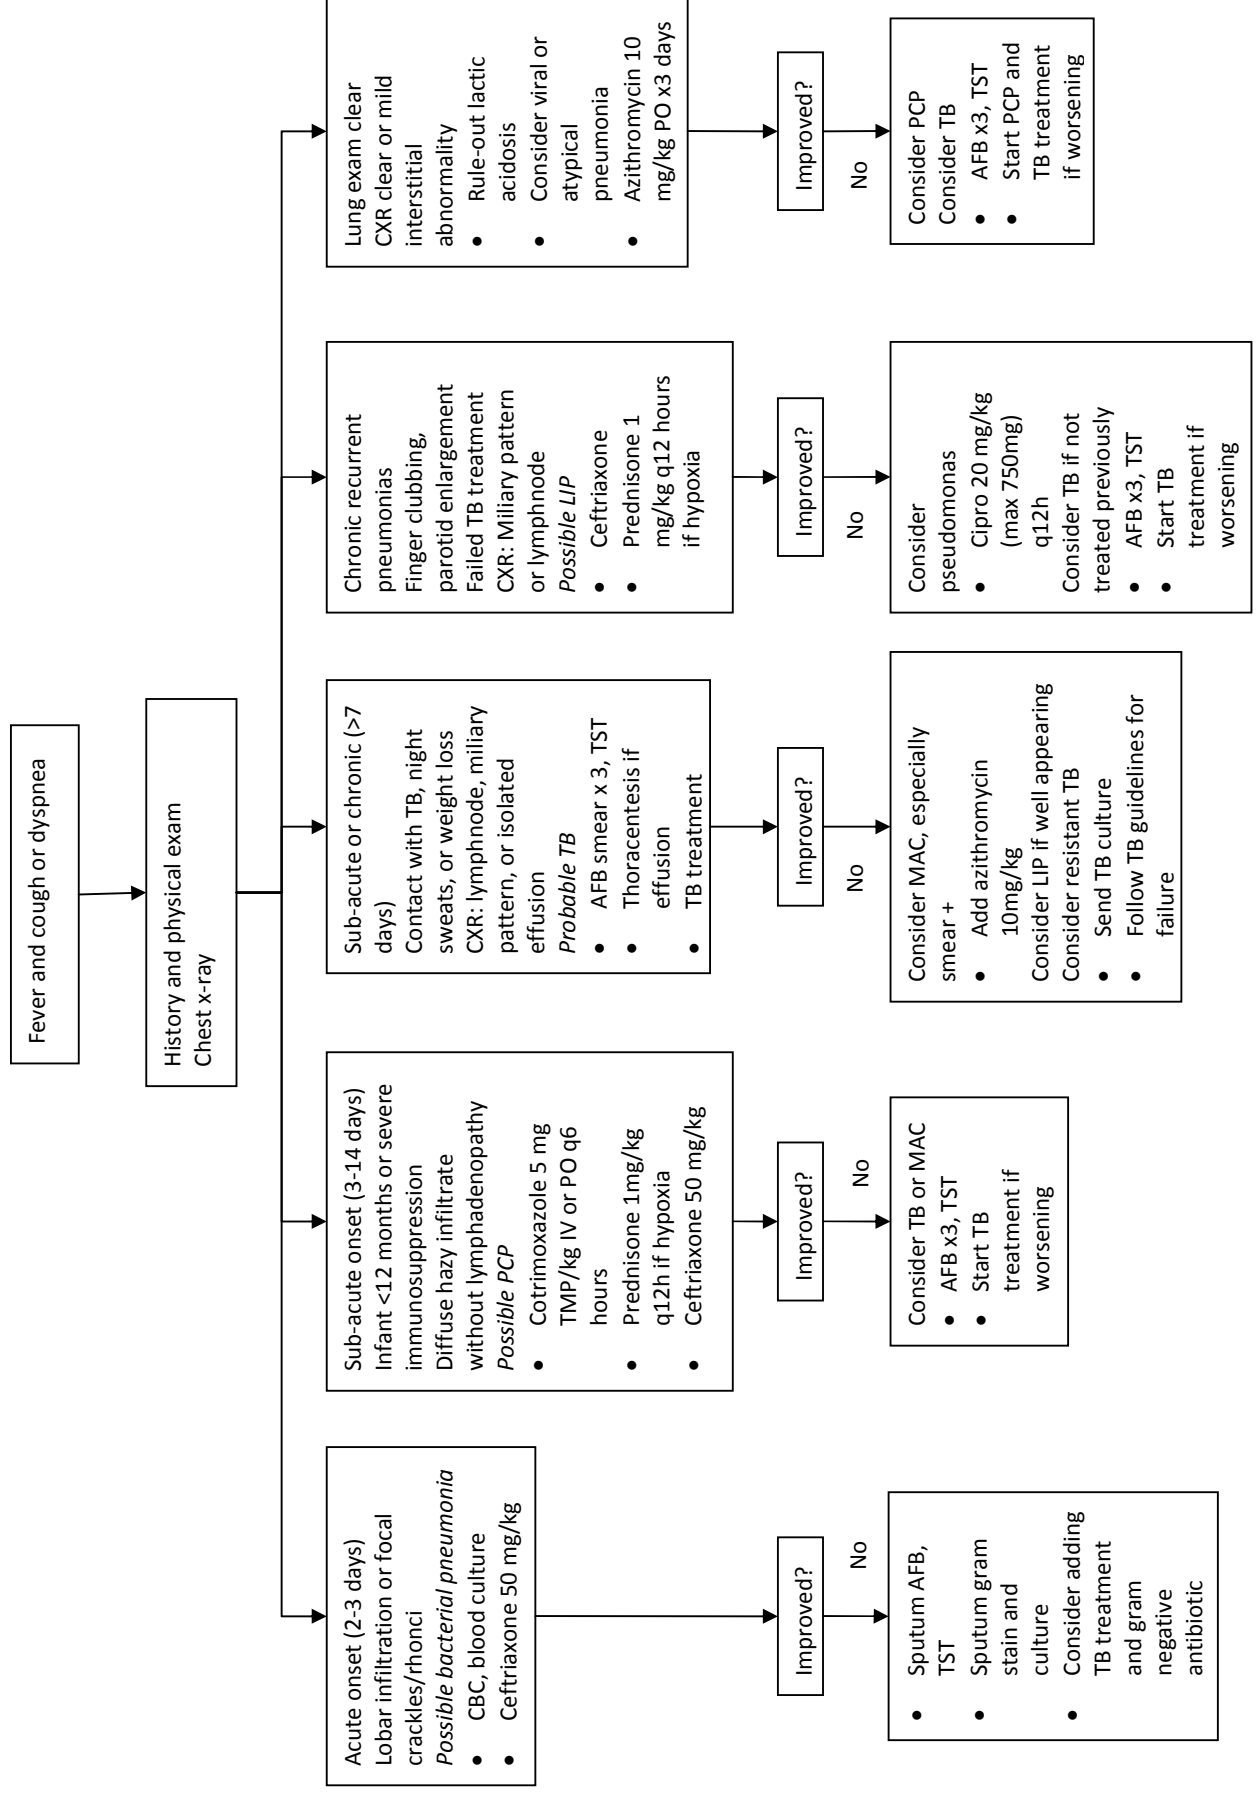 Fever and cough or dyspnea
History and physical exam
Chest x-ray
Acute onset (2-3 days)
Lobar infiltration or focal
crackles/rhonci
Possible bacterial pneumonia
● CBC, blood culture
● Ceftriaxone 50 mg/kg
Improved?
No
● Sputum AFB,
TST
● Sputum gram
stain and
culture
● Consider adding
TB treatment
and gram
negative
antibiotic
Sub-acute onset (3-14 days)
Infant <12 months or severe
immunosuppression
Diffuse hazy infiltrate
without lymphadenopathy
Possible PCP
● Cotrimoxazole 5 mg
TMP/kg IV or PO q6
hours
● Prednisone 1mg/kg
q12h if hypoxia
● Ceftriaxone 50 mg/kg
Improved?
No
Consider TB or MAC
● AFB x3, TST
● Start TB
treatment if
worsening
Sub-acute or chronic (>7
days)
Contact with TB, night
sweats, or weight loss
CXR: lymphnode, miliary
pattern, or isolated
effusion
Probable TB
● AFB smear x 3, TST
● Thoracentesis if
effusion
● TB treatment
Improved?
No
Consider MAC, especially
smear +
● Add azithromycin
10mg/kg
Consider LIP if well appearing
Consider resistant TB
● Send TB culture
● Follow TB guidelines for
failure
Chronic recurrent
pneumonias
Finger clubbing,
parotid enlargement
Failed TB treatment
CXR: Miliary pattern
or lymphnode
Possible LIP
● Ceftriaxone
● Prednisone 1
mg/kg q12 hours
if hypoxia
Improved?
No
Consider
pseudomonas
● Cipro 20 mg/kg
(max 750mg)
q12h
Consider TB if not
treated previously
● AFB x3, TST
● Start TB
treatment if
worsening
Lung exam clear
CXR clear or mild
interstitial
abnormality
● Rule-out lactic
acidosis
● Consider viral or
atypical
pneumonia
● Azithromycin 10
mg/kg PO x3 days
Improved?
No
Consider PCP
Consider TB
● AFB x3, TST
● Start PCP and
TB treatment
if worsening